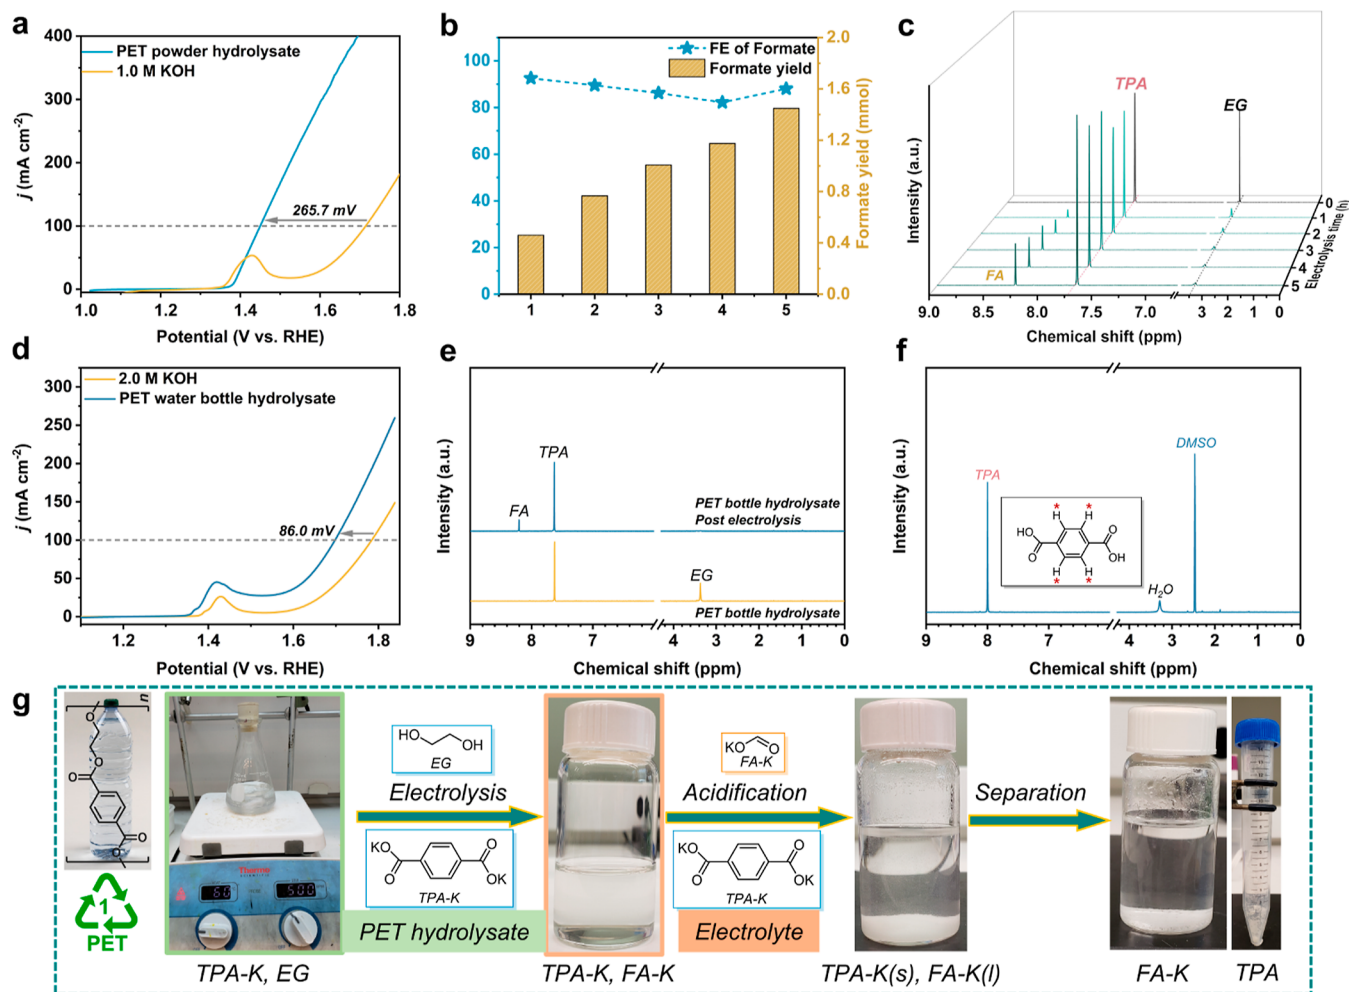 a
400
300
200
100
0
j (mA cm⁻²)
PET powder hydrolysate
1.0 M KOH
265.7 mV
1.0 1.2 1.4 1.6 1.8
Potential (V vs. RHE)
b
100
80
60
40
20
0
FE of Formate
Formate yield
2.0
1.6
1.2
0.8
0.4
0.0
Formate yield (mmol)
1 2 3 4 5
c
Intensity (a.u.)
TPA
EG
FA
0
1
2
3
4
5
Electrolysis time (h)
9.0 8.5 8.0 7.5 7.0 3 2 1 0
Chemical shift (ppm)
d
300
250
200
150
100
50
0
j (mA cm⁻²)
2.0 M KOH
PET water bottle hydrolysate
86.0 mV
1.2 1.4 1.6 1.8
Potential (V vs. RHE)
e
Intensity (a.u.)
TPA
FA
PET bottle hydrolysate
Post electrolysis
EG
PET bottle hydrolysate
9 8 7 4 3 2 1 0
Chemical shift (ppm)
f
Intensity (a.u.)
TPA
DMSO
H₂O
* *
H H
HO O
O OH
H H
* *
9 8 7 4 3 2 1 0
Chemical shift (ppm)
g
n
O
O
O
O
O
1
PET
Thermo
SCIENTIFIC
60 500
TPA-K, EG
HO OH
EG
Electrolysis
KO O
O OK
TPA-K
PET hydrolysate
TPA-K, FA-K
KO O
FA-K
Acidification
KO O
O OK
TPA-K
Electrolyte
TPA-K(s), FA-K(l)
Separation
FA-K
TPA